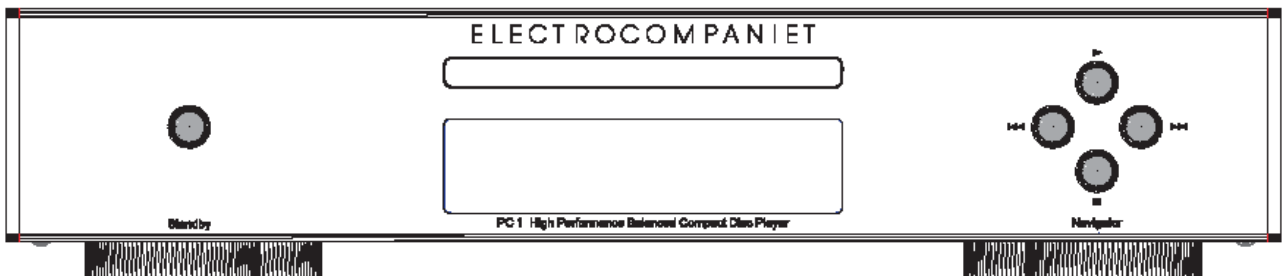 ELECTROCOMPANIET
Standby
PC 1 High Performance Balanced Compact Disc Player
Navigator